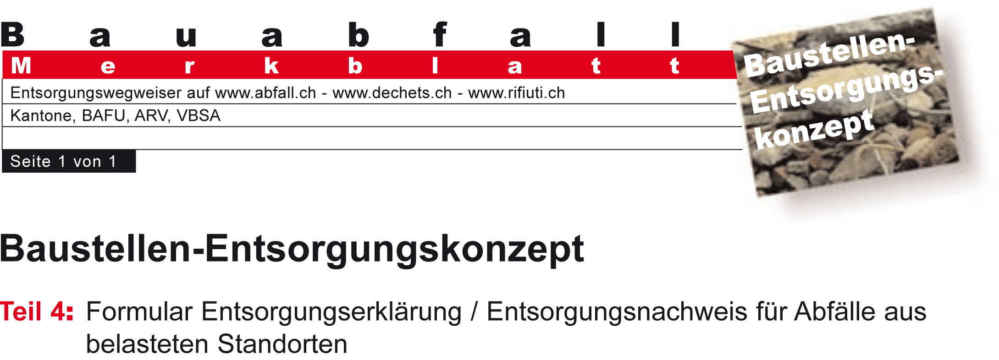 Bauabfall
Merkblatt
Entsorgungswegweiser auf www.abfall.ch - www.dechets.ch - www.rifiuti.ch
Kantone, BAFU, ARV, VBSA
Seite 1 von 1
Baustellen-
Entsorgungs-
konzept
Baustellen-Entsorgungskonzept
Teil 4: Formular Entsorgungserklärung / Entsorgungsnachweis für Abfälle aus
belasteten Standorten